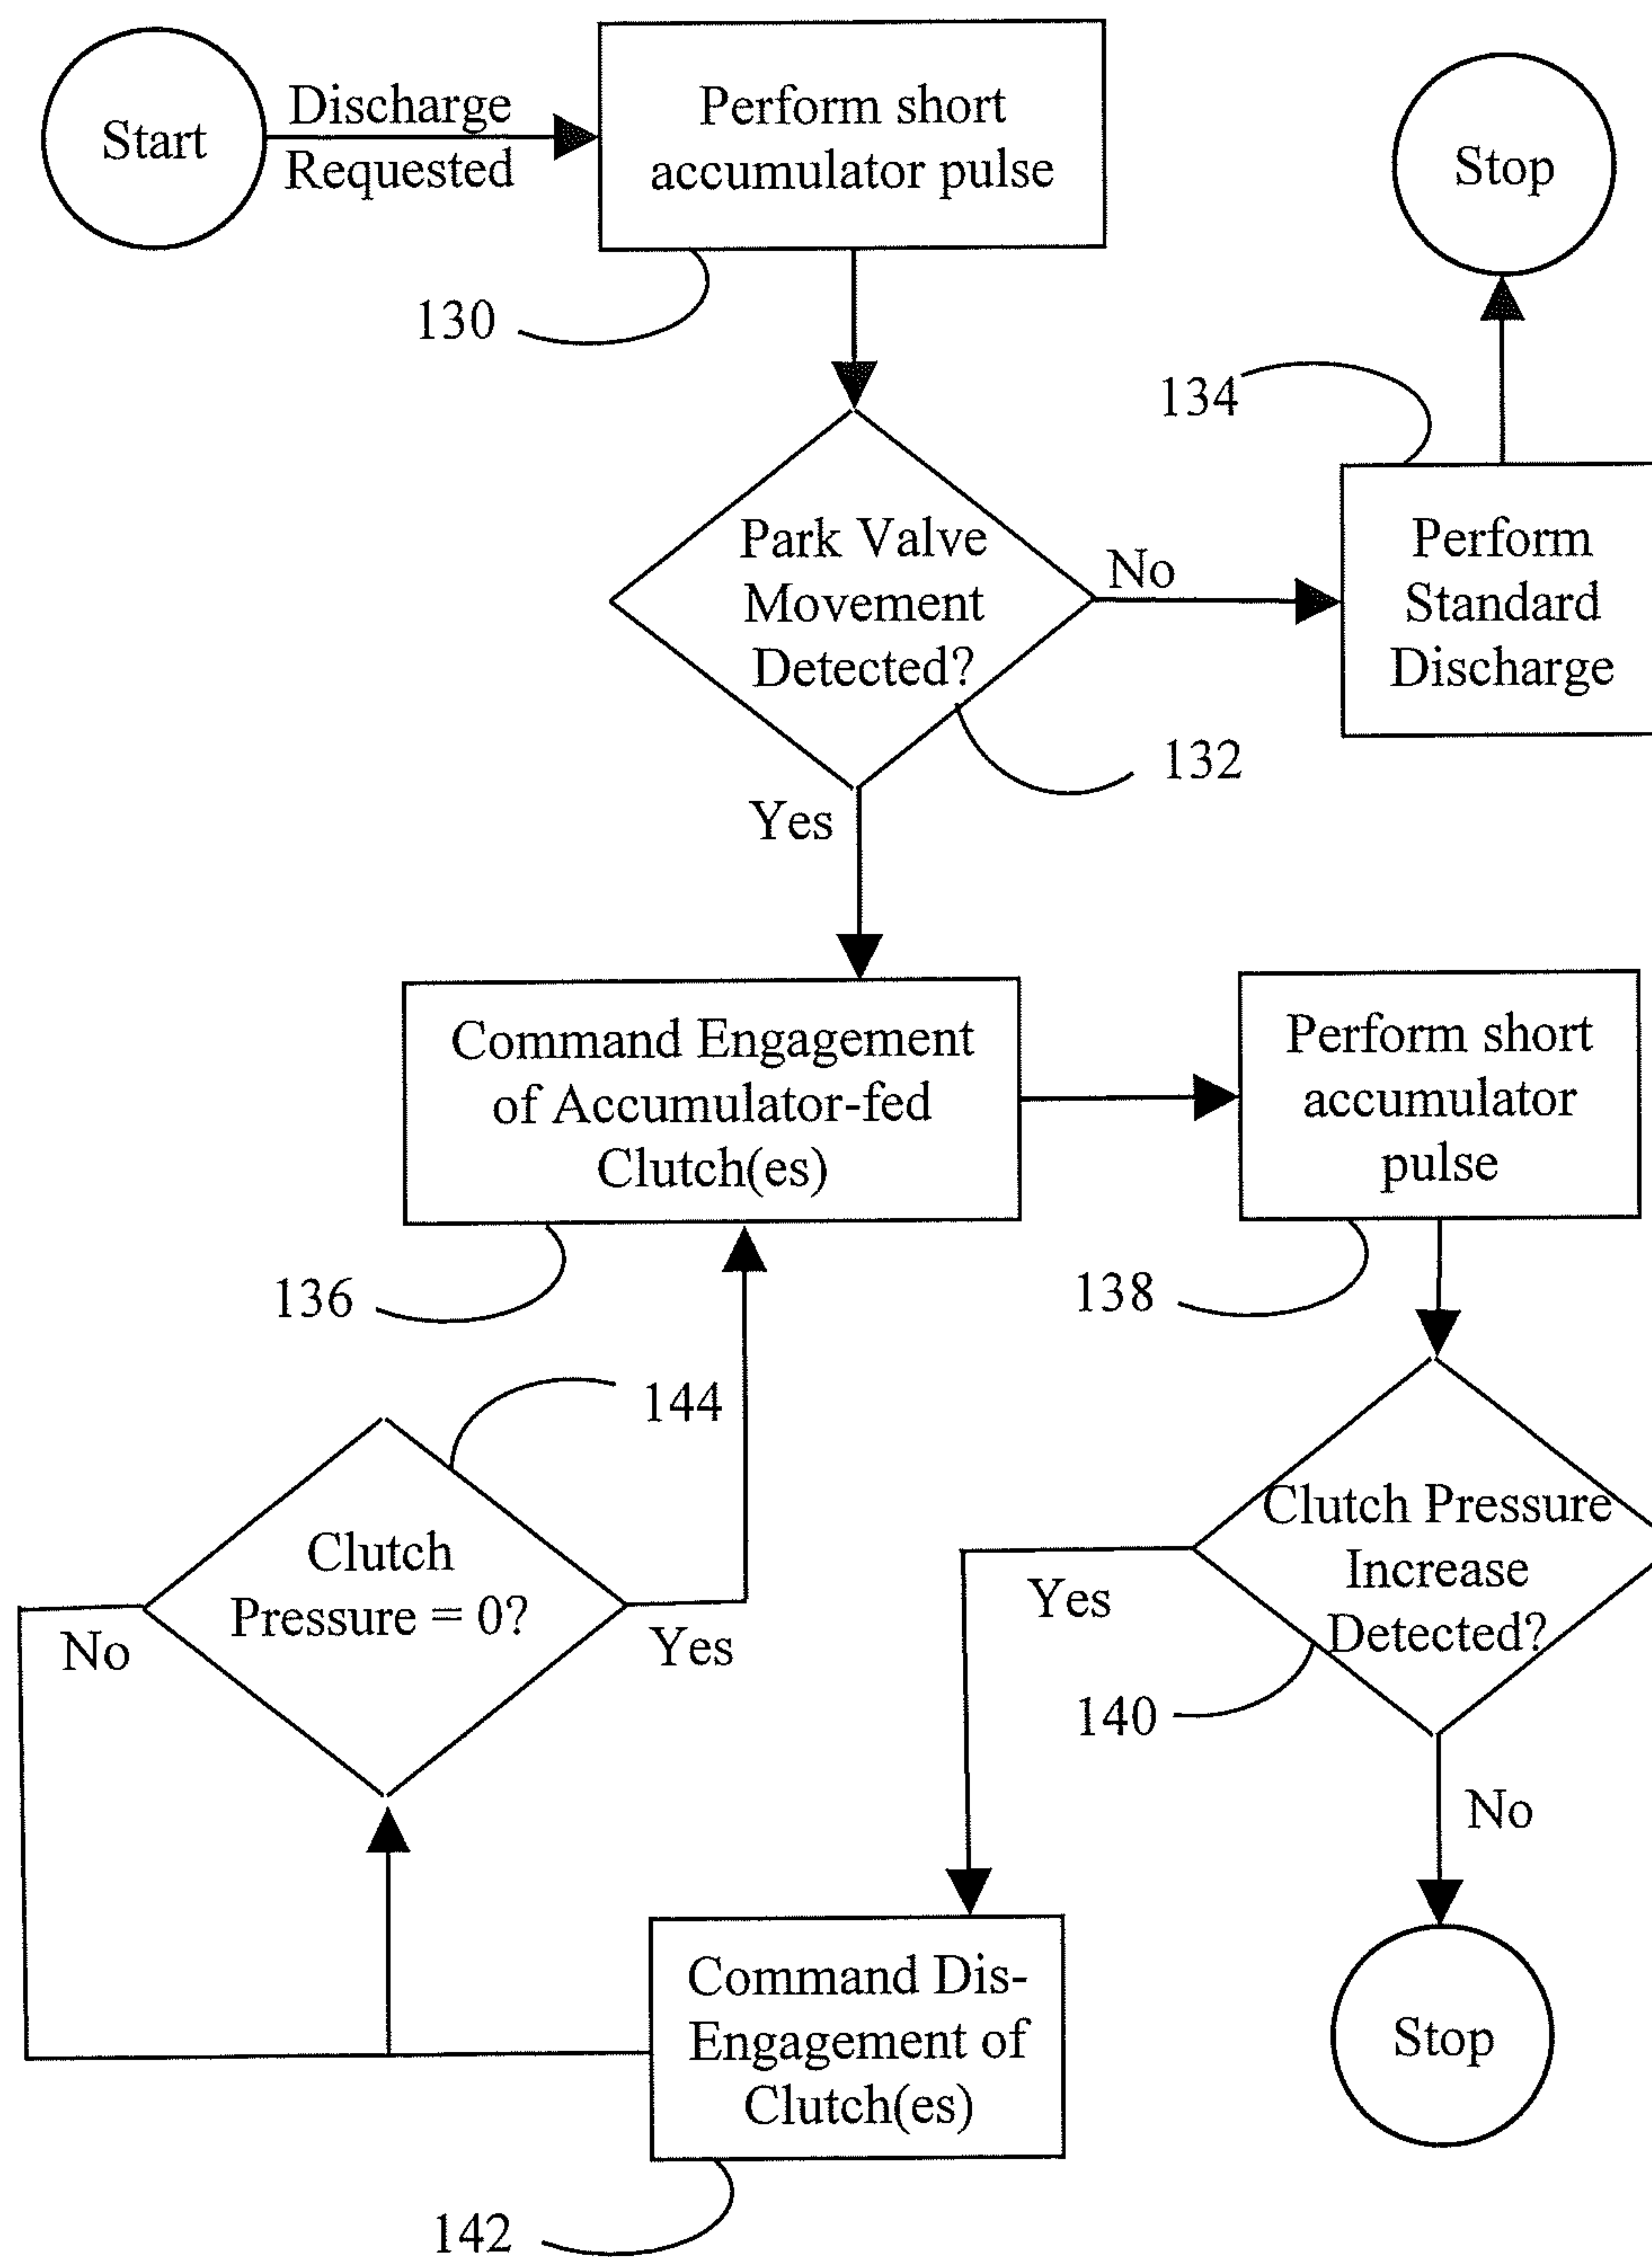 Start
Discharge
Requested
Perform short
accumulator pulse
Stop
130
134
Park Valve
Movement
Detected?
No
Perform
Standard
Discharge
132
Yes
Command Engagement
of Accumulator-fed
Clutch(es)
Perform short
accumulator
pulse
136
138
144
Clutch
Pressure = 0?
No
Yes
Clutch Pressure
Increase
Detected?
Yes
140
No
Command Dis-
Engagement of
Clutch(es)
Stop
142